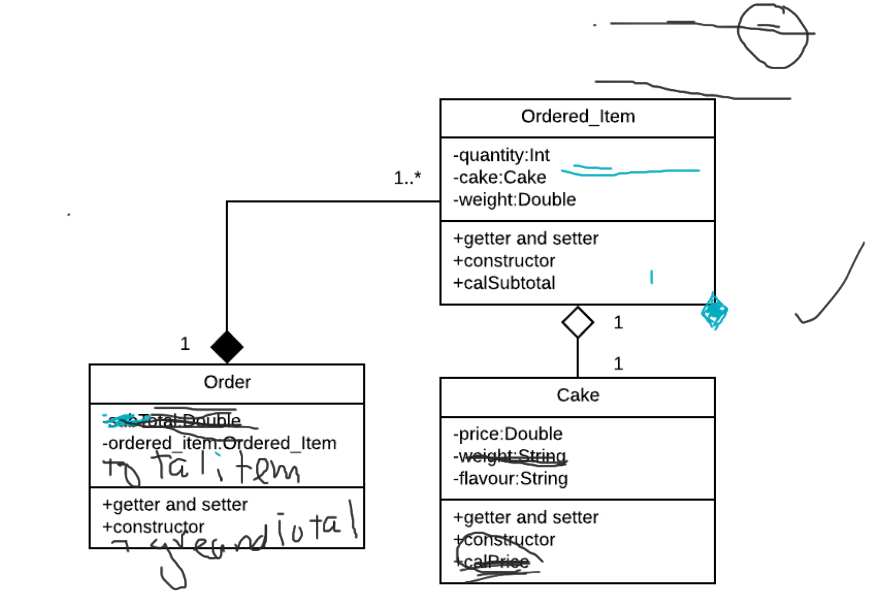 Ordered_Item
-quantity:Int
-cake:Cake
-weight:Double
+getter and setter
+constructor
+calSubtotal
1..*
1
1
1
Order
-subTotal:Double
-ordered_item:Ordered_Item
total item
+getter and setter
+constructor
Cake
-price:Double
-weight:String
-flavour:String
+getter and setter
+constructor
+calPrice